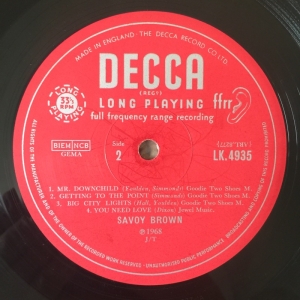 MADE IN ENGLAND · THE DECCA RECORD CO LTD
DECCA
(REGD)
LONG PLAYING ffrr
full frequency range recording
LONG 33⅓ RPM PLAYING
BIEM NCB
GEMA
Side
2
LK.4935
1. MR. DOWNCHILD (Youlden, Simmonds) Goodie Two Shoes M.
2. GETTING TO THE POINT (Simmonds) Goodie Two Shoes M.
3. BIG CITY LIGHTS (Hall, Youlden) Goodie Two Shoes M.
4. YOU NEED LOVE (Dixon) Jewel Music.
SAVOY BROWN
℗1968
J/T
ALL RIGHTS OF THE MANUFACTURER AND OF THE OWNER OF THE RECORDED WORK RESERVED · UNAUTHORISED PUBLIC PERFORMANCE